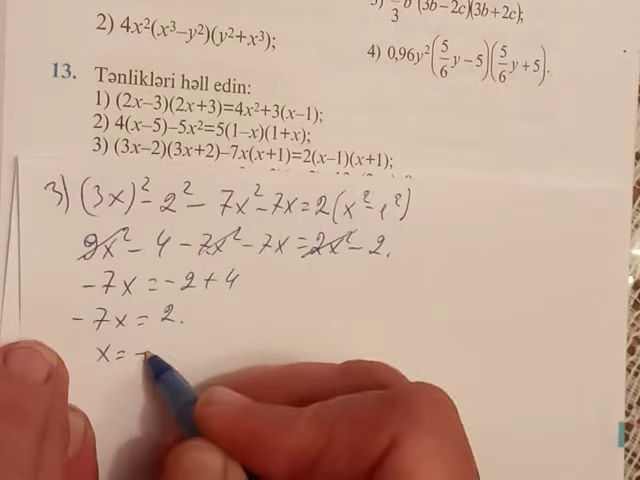 2) 4x²(x³–y²)(y²+x³);
4) 0,96y²(5/6 y–5)(5/6 y+5).
13. Tənlikləri həll edin:
1) (2x–3)(2x+3)=4x²+3(x–1);
2) 4(x–5)–5x²=5(1–x)(1+x);
3) (3x–2)(3x+2)–7x(x+1)=2(x–1)(x+1);
3) (3x)² - 2² - 7x² - 7x = 2(x² - 1²)
9x² - 4 - 7x² - 7x = 2x² - 2.
-7x = -2+4
-7x = 2.
x = -